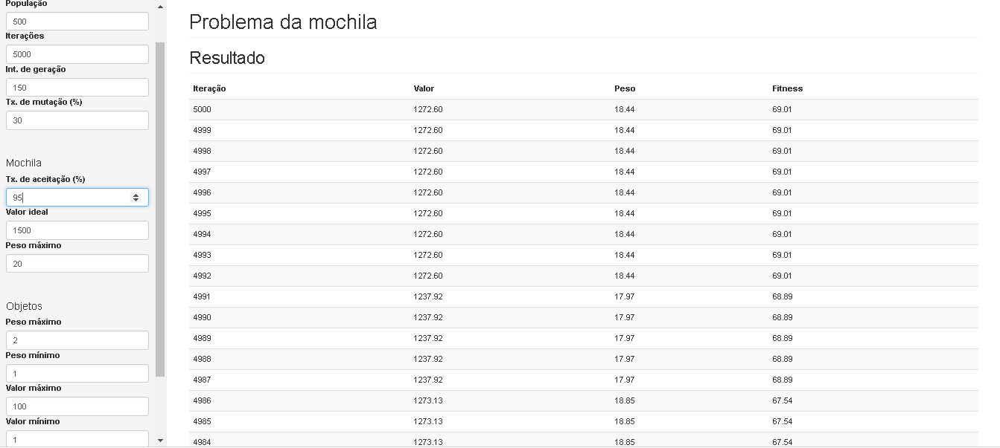 População
500
Iterações
5000
Int. de geração
150
Tx. de mutação (%)
30
Mochila
Tx. de aceitação (%)
95
Valor ideal
1500
Peso máximo
20
Objetos
Peso máximo
2
Peso mínimo
1
Valor máximo
100
Valor mínimo
1
Problema da mochila
Resultado
Iteração Valor Peso Fitness
5000 1272.60 18.44 69.01
4999 1272.60 18.44 69.01
4998 1272.60 18.44 69.01
4997 1272.60 18.44 69.01
4996 1272.60 18.44 69.01
4995 1272.60 18.44 69.01
4994 1272.60 18.44 69.01
4993 1272.60 18.44 69.01
4992 1272.60 18.44 69.01
4991 1237.92 17.97 68.89
4990 1237.92 17.97 68.89
4989 1237.92 17.97 68.89
4988 1237.92 17.97 68.89
4987 1237.92 17.97 68.89
4986 1273.13 18.85 67.54
4985 1273.13 18.85 67.54
4984 1273.13 18.85 67.54